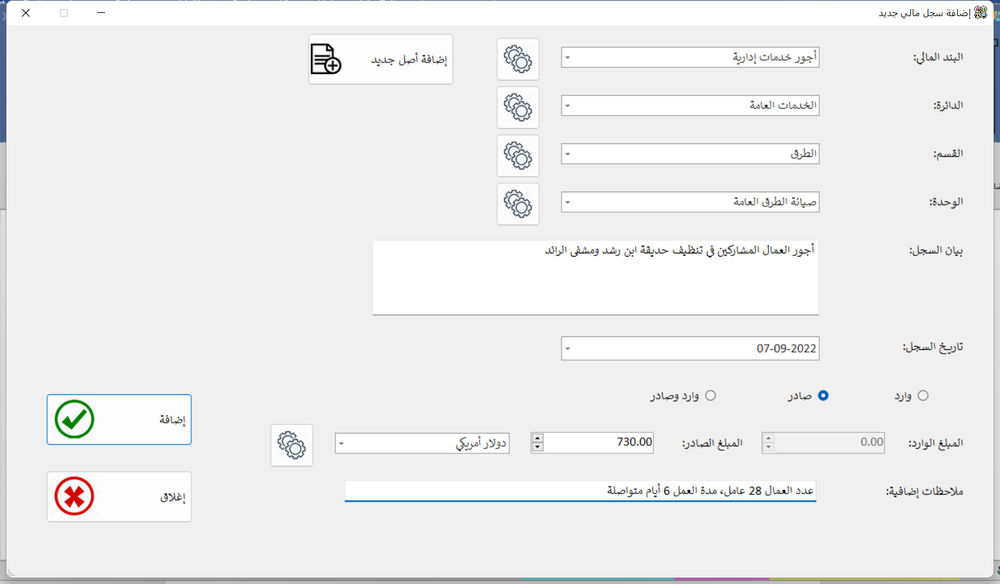 إضافة سجل مالي جديد
البند المالي: أجور خدمات إدارية إضافة أصل جديد
الدائرة: الخدمات العامة
القسم: الطرق
الوحدة: صيانة الطرق العامة
بيان السجل: أجور العمال المشاركين في تنظيف حديقة ابن رشد ومشفى الرائد
تاريخ السجل: 07-09-2022
وارد صادر وارد وصادر
إضافة
المبلغ الوارد: 0.00 المبلغ الصادر: 730.00 دولار أمريكي
ملاحظات إضافية: عدد العمال 28 عامل، مدة العمل 6 أيام متواصلة
إغلاق